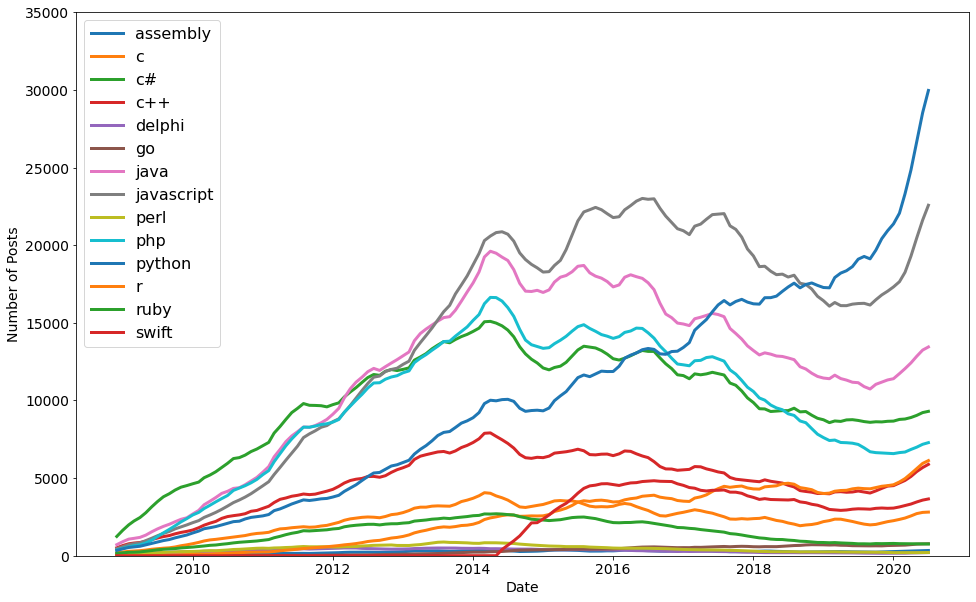 35000
30000
25000
20000
15000
10000
5000
0
Number of Posts
assembly
c
c#
c++
delphi
go
java
javascript
perl
php
python
r
ruby
swift
2010
2012
2014
2016
2018
2020
Date